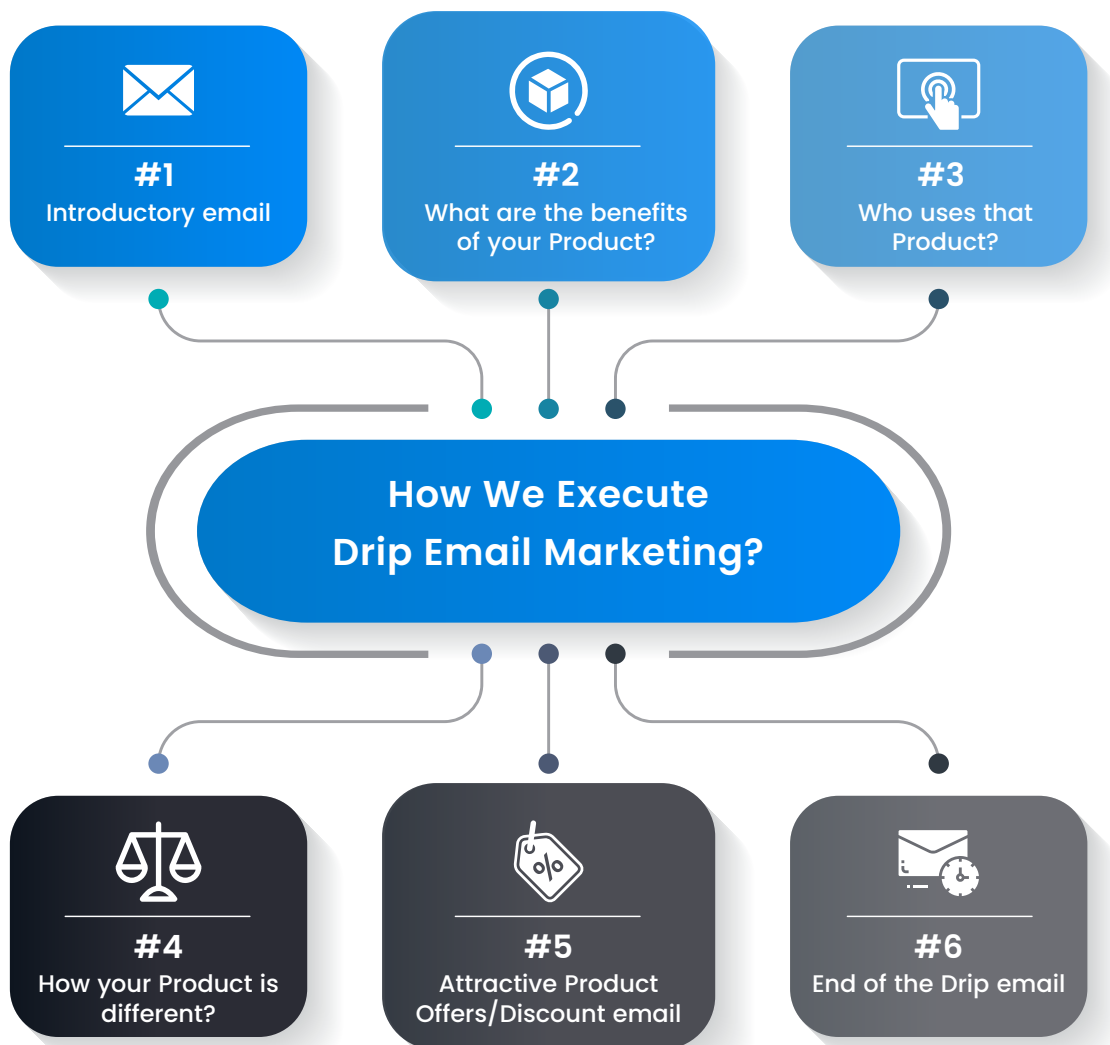 #1
Introductory email
#2
What are the benefits
of your Product?
#3
Who uses that
Product?
How We Execute
Drip Email Marketing?
#4
How your Product is
different?
#5
Attractive Product
Offers/Discount email
#6
End of the Drip email